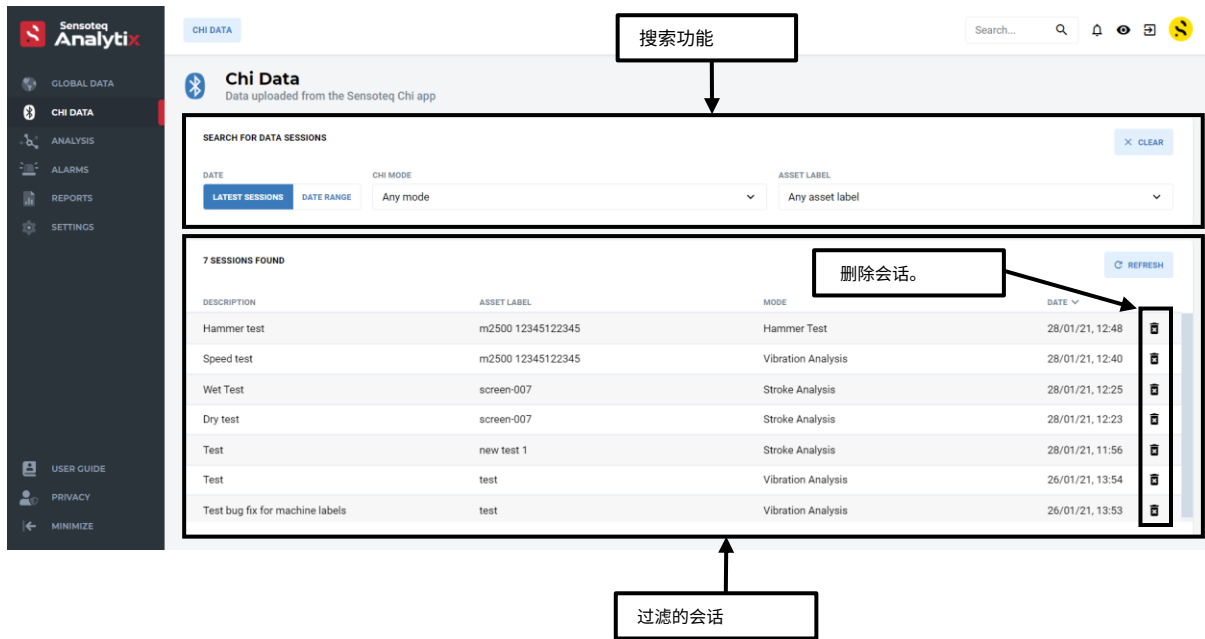 Sensoteq
Analytix
CHI DATA
搜索功能
Search...
GLOBAL DATA
CHI DATA
ANALYSIS
ALARMS
REPORTS
SETTINGS
USER GUIDE
PRIVACY
MINIMIZE
Chi Data
Data uploaded from the Sensoteq Chi app
SEARCH FOR DATA SESSIONS
CLEAR
DATE CHI MODE ASSET LABEL
LATEST SESSIONS DATE RANGE Any mode Any asset label
7 SESSIONS FOUND
删除会话。
REFRESH
DESCRIPTION ASSET LABEL MODE DATE
Hammer test m2500 12345122345 Hammer Test 28/01/21, 12:48
Speed test m2500 12345122345 Vibration Analysis 28/01/21, 12:40
Wet Test screen-007 Stroke Analysis 28/01/21, 12:25
Dry test screen-007 Stroke Analysis 28/01/21, 12:23
Test new test 1 Stroke Analysis 28/01/21, 11:56
Test test Vibration Analysis 26/01/21, 13:54
Test bug fix for machine labels test Vibration Analysis 26/01/21, 13:53
过滤的会话